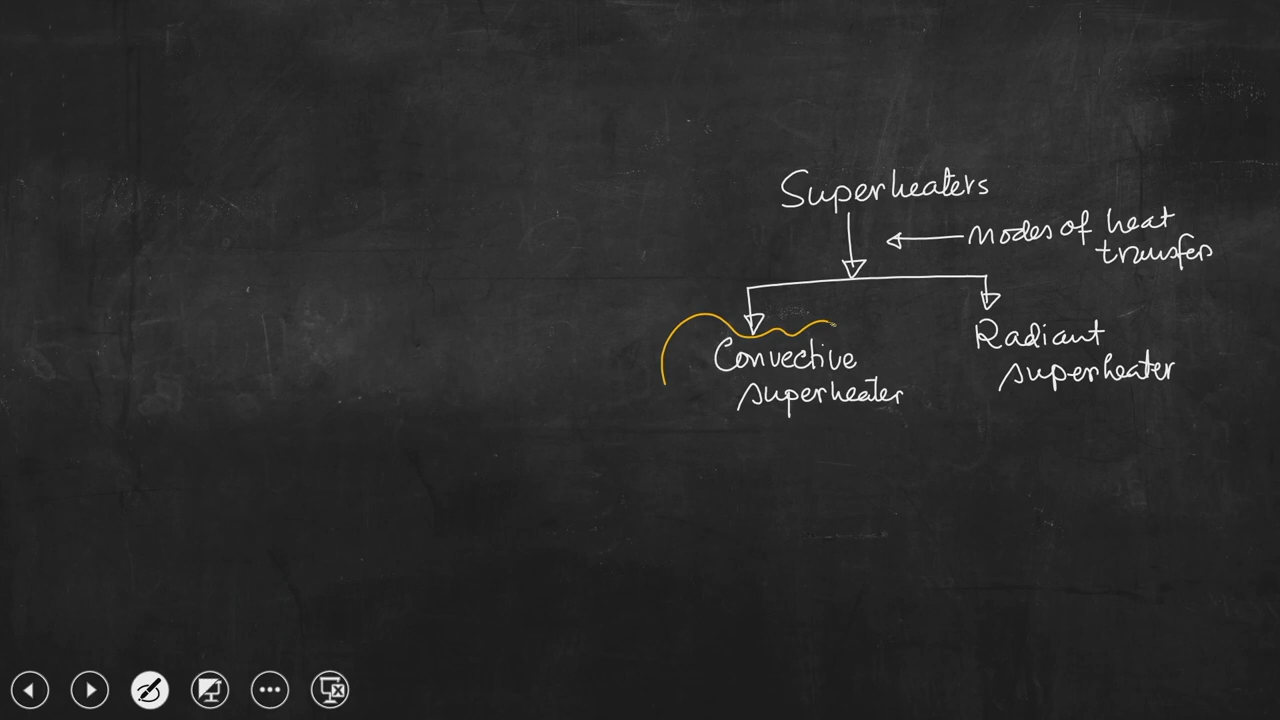 Superheaters
modes of heat
transfer
Convective
superheater
Radiant
superheater